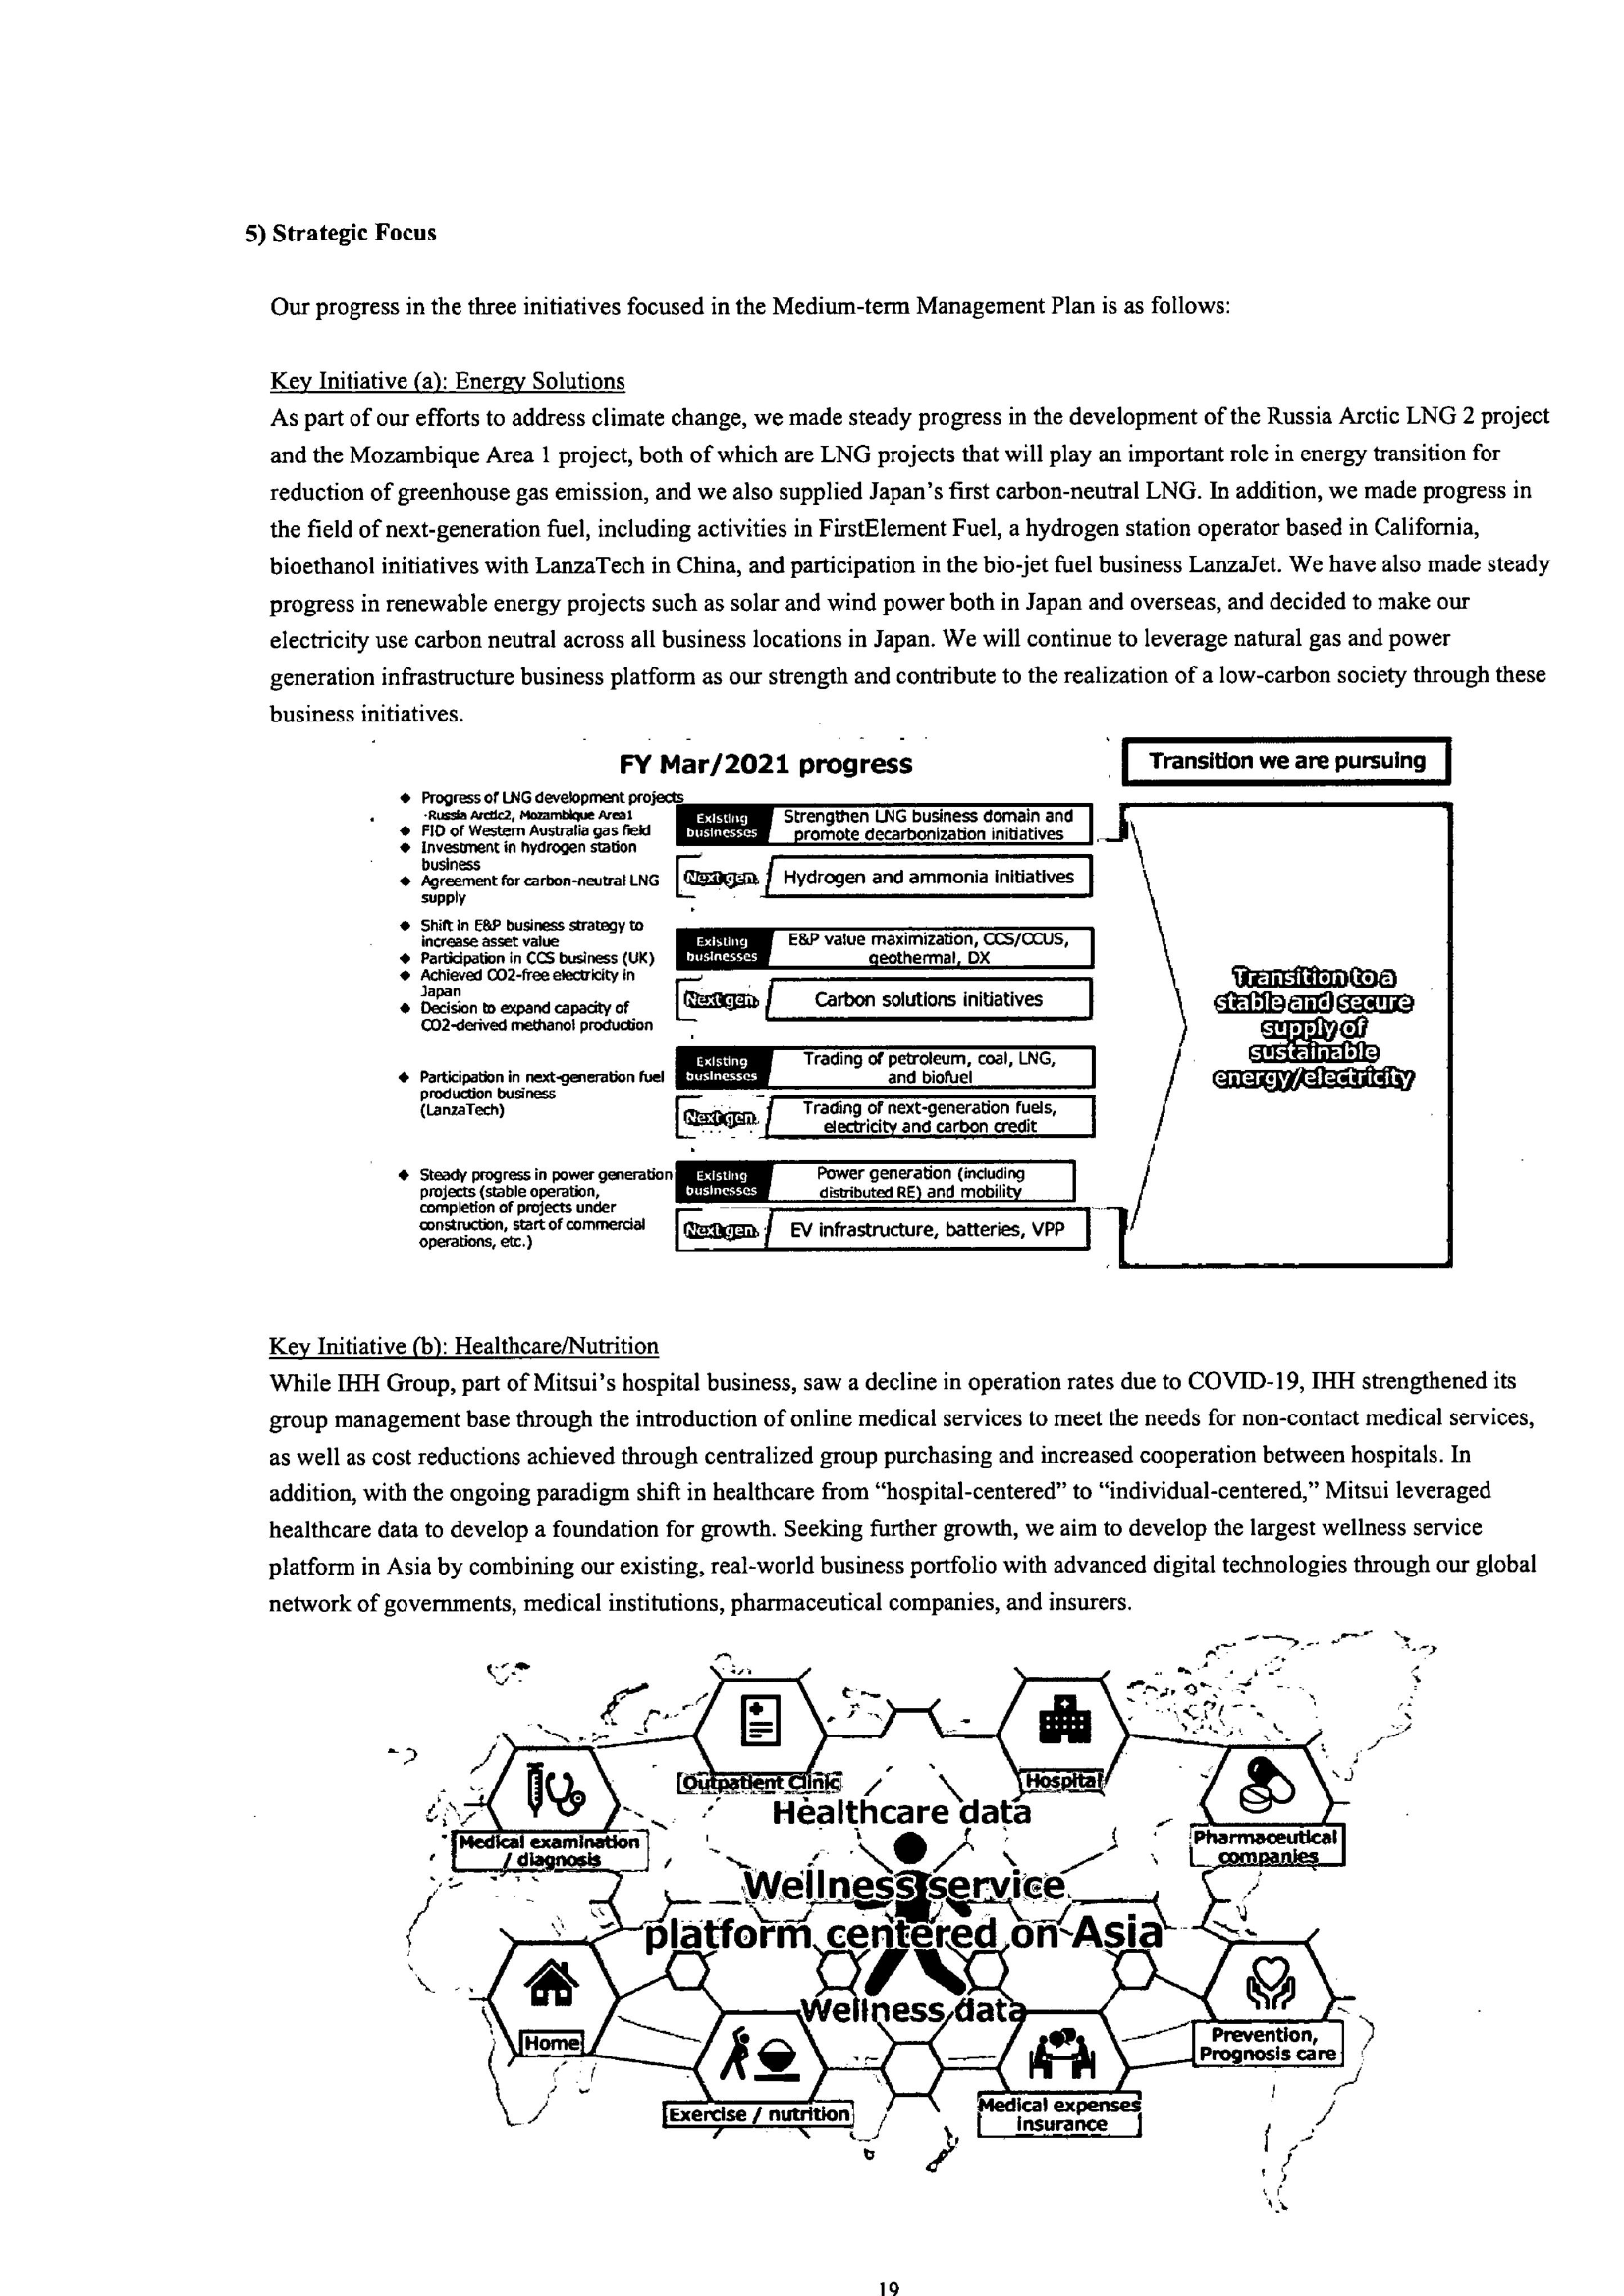 5) Strategic Focus
Our progress in the three initiatives focused in the Medium-term Management Plan is as follows:
Key Initiative (a): Energy Solutions
As part of our efforts to address climate change, we made steady progress in the development of the Russia Arctic LNG 2 project
and the Mozambique Area 1 project, both of which are LNG projects that will play an important role in energy transition for
reduction of greenhouse gas emission, and we also supplied Japan’s first carbon-neutral LNG. In addition, we made progress in
the field of next-generation fuel, including activities in FirstElement Fuel, a hydrogen station operator based in California,
bioethanol initiatives with LanzaTech in China, and participation in the bio-jet fuel business LanzaJet. We have also made steady
progress in renewable energy projects such as solar and wind power both in Japan and overseas, and decided to make our
electricity use carbon neutral across all business locations in Japan. We will continue to leverage natural gas and power
generation infrastructure business platform as our strength and contribute to the realization of a low-carbon society through these
business initiatives.
FY Mar/2021 progress
Transition we are pursuing
◆ Progress of LNG development projects
-Russia Arctic2, Mozambique Area1
◆ FID of Western Australia gas field
◆ Investment in hydrogen station
business
◆ Agreement for carbon-neutral LNG
supply
Existing
businesses
Strengthen LNG business domain and
promote decarbonization initiatives
Next gen.
Hydrogen and ammonia initiatives
◆ Shift in E&P business strategy to
increase asset value
◆ Participation in CCS business (UK)
◆ Achieved CO2-free electricity in
Japan
◆ Decision to expand capacity of
CO2-derived methanol production
Existing
businesses
E&P value maximization, CCS/CCUS,
geothermal, DX
Next gen.
Carbon solutions initiatives
◆ Participation in next-generation fuel
production business
(LanzaTech)
Existing
businesses
Trading of petroleum, coal, LNG,
and biofuel
Next gen.
Trading of next-generation fuels,
electricity and carbon credit
◆ Steady progress in power generation
projects (stable operation,
completion of projects under
construction, start of commercial
operations, etc.)
Existing
businesses
Power generation (including
distributed RE) and mobility
Next gen.
EV infrastructure, batteries, VPP
Transition to a
stable and secure
supply of
sustainable
energy/electricity
Key Initiative (b): Healthcare/Nutrition
While IHH Group, part of Mitsui’s hospital business, saw a decline in operation rates due to COVID-19, IHH strengthened its
group management base through the introduction of online medical services to meet the needs for non-contact medical services,
as well as cost reductions achieved through centralized group purchasing and increased cooperation between hospitals. In
addition, with the ongoing paradigm shift in healthcare from “hospital-centered” to “individual-centered,” Mitsui leveraged
healthcare data to develop a foundation for growth. Seeking further growth, we aim to develop the largest wellness service
platform in Asia by combining our existing, real-world business portfolio with advanced digital technologies through our global
network of governments, medical institutions, pharmaceutical companies, and insurers.
Outpatient Clinic
Hospital
Healthcare data
Medical examination
/ diagnosis
Pharmaceutical
companies
Wellness service
platform centered on Asia
Wellness data
Home
Prevention,
Prognosis care
Exercise / nutrition
Medical expenses
insurance
19